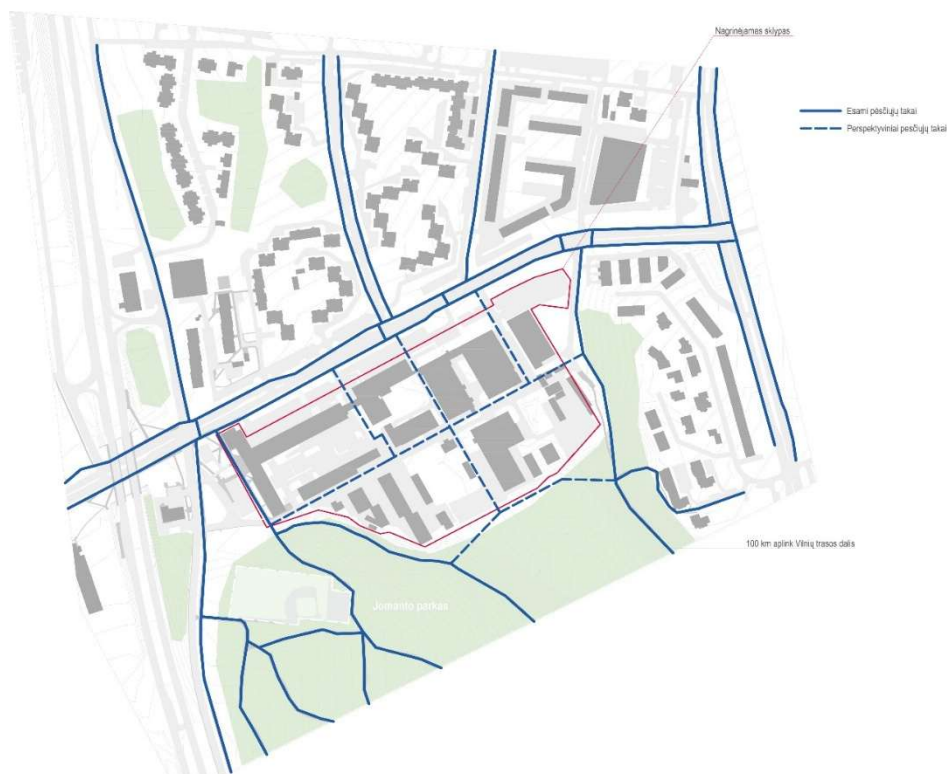 Nagrinėjamas sklypas
Esami pėsčiųjų takai
Perspektyviniai pėsčiųjų takai
100 km aplink Vilnių trasos dalis
Jomanto parkas